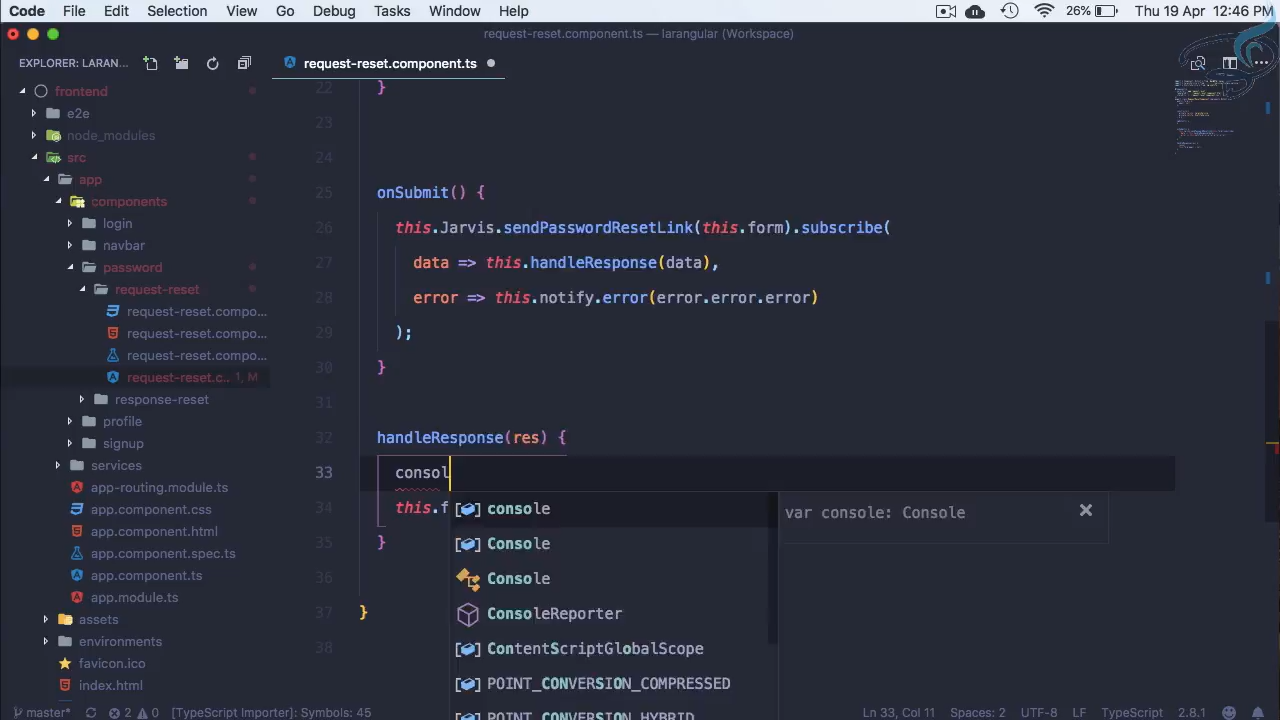 Code File Edit Selection View Go Debug Tasks Window Help 26% Thu 19 Apr 12:46 PM
request-reset.component.ts — larangular (Workspace)
EXPLORER: LARAN... request-reset.component.ts
frontend
e2e
node_modules
src
app
components
login
navbar
password
request-reset
request-reset.compo...
request-reset.compo...
request-reset.compo...
request-reset.c... 1, M
response-reset
profile
signup
services
app-routing.module.ts
app.component.css
app.component.html
app.component.spec.ts
app.component.ts
app.module.ts
assets
environments
favicon.ico
index.html
22 }
23
24
25 onSubmit() {
26 this.Jarvis.sendPasswordResetLink(this.form).subscribe(
27 data => this.handleResponse(data),
28 error => this.notify.error(error.error.error)
29 );
30 }
31
32 handleResponse(res) {
33 consol
34 this.f
35 }
36
37 }
38
console
Console
Console
ConsoleReporter
ContentScriptGlobalScope
POINT_CONVERSION_COMPRESSED
POINT_CONVERSION_HYBRID
var console: Console
master* 2 0 [TypeScript Importer]: Symbols: 45 Ln 33, Col 11 Spaces: 2 UTF-8 LF TypeScript 2.8.1